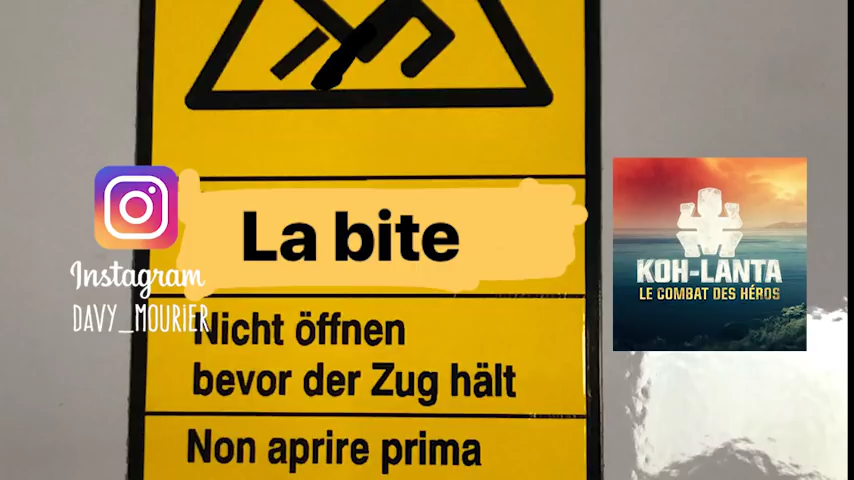 La bite
Instagram
DAVY_MOURIER
KOH-LANTA
LE COMBAT DES HÉROS
Nicht öffnen
bevor der Zug hält
Non aprire prima